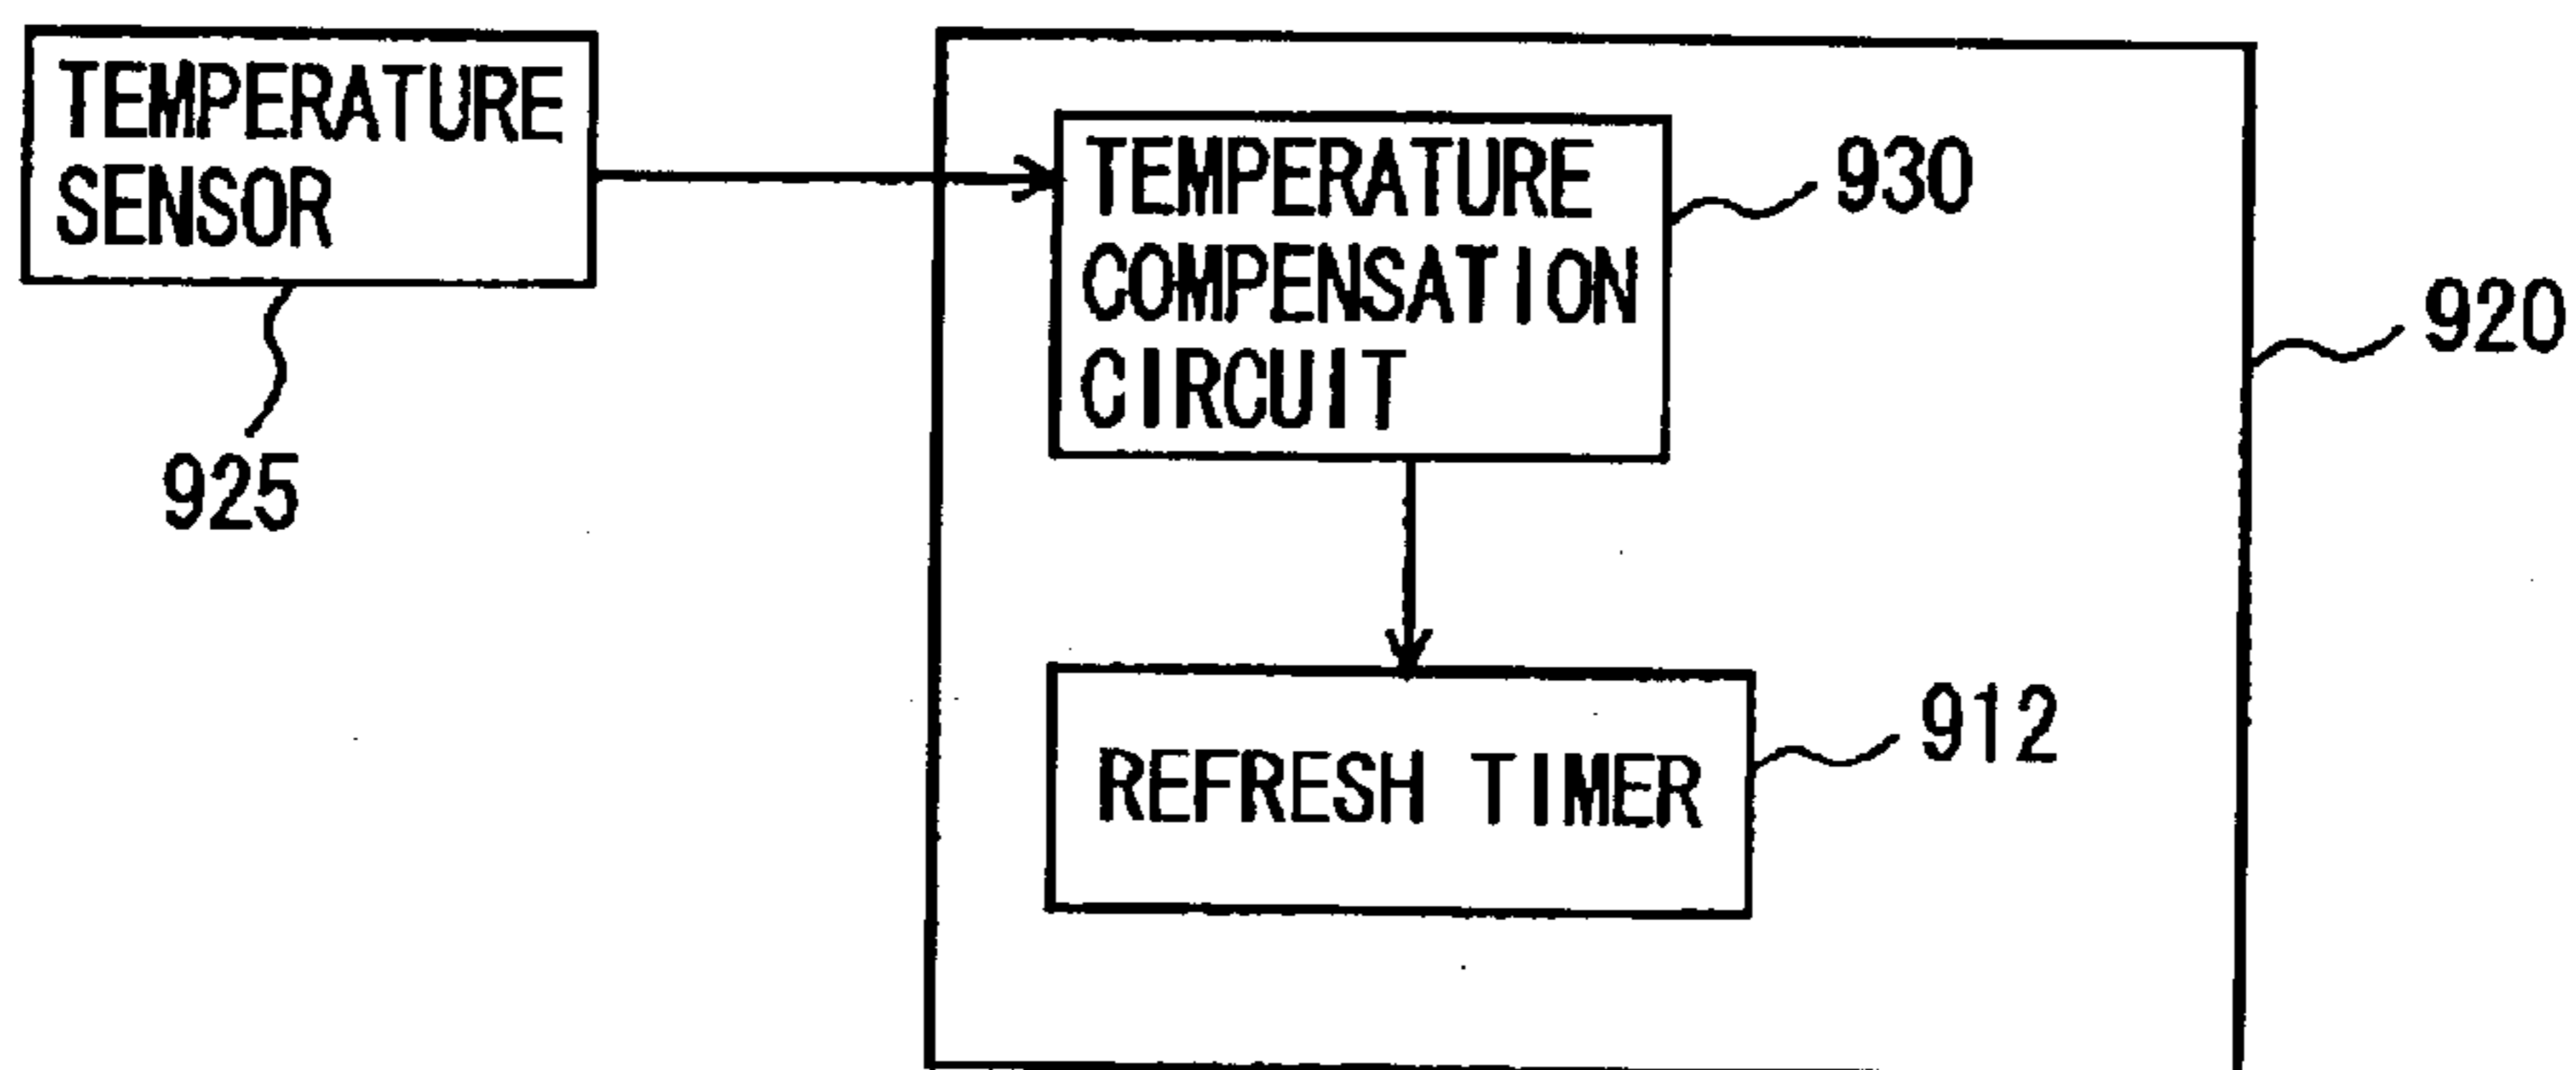 TEMPERATURE
SENSOR
925
TEMPERATURE
COMPENSATION
CIRCUIT
930
920
REFRESH TIMER
912